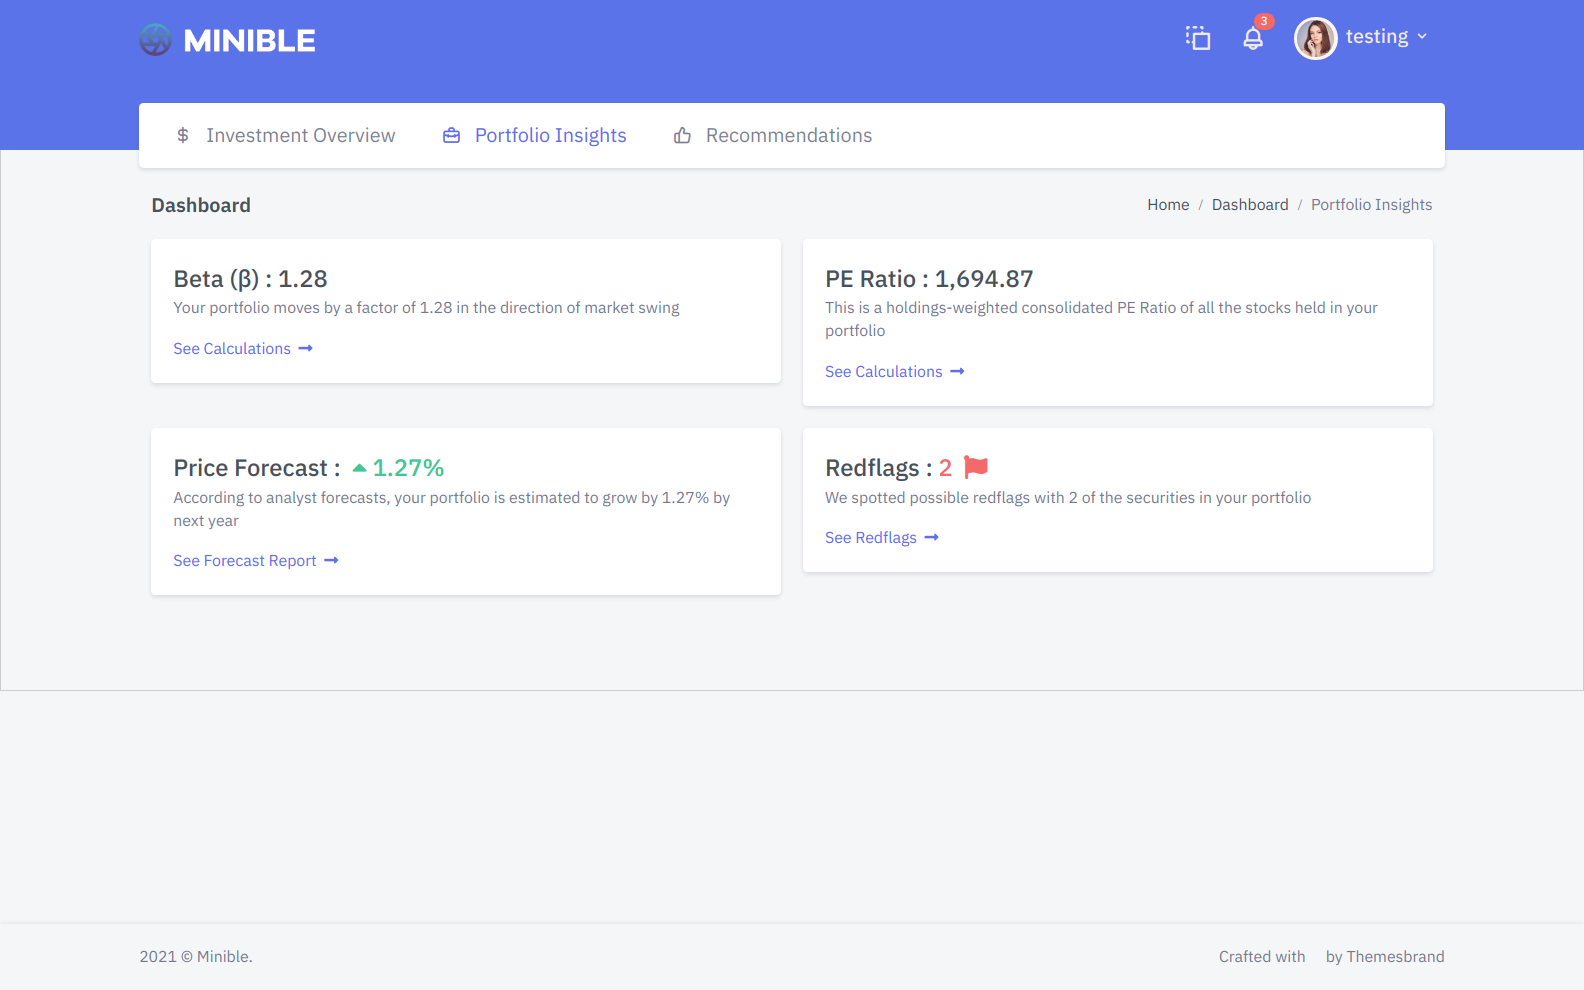 MINIBLE
3
testing
Investment Overview
Portfolio Insights
Recommendations
Dashboard
Home / Dashboard / Portfolio Insights
Beta (β) : 1.28
Your portfolio moves by a factor of 1.28 in the direction of market swing
See Calculations
PE Ratio : 1,694.87
This is a holdings-weighted consolidated PE Ratio of all the stocks held in your
portfolio
See Calculations
Price Forecast : 1.27%
According to analyst forecasts, your portfolio is estimated to grow by 1.27% by
next year
See Forecast Report
Redflags : 2
We spotted possible redflags with 2 of the securities in your portfolio
See Redflags
2021 © Minible.
Crafted with by Themesbrand